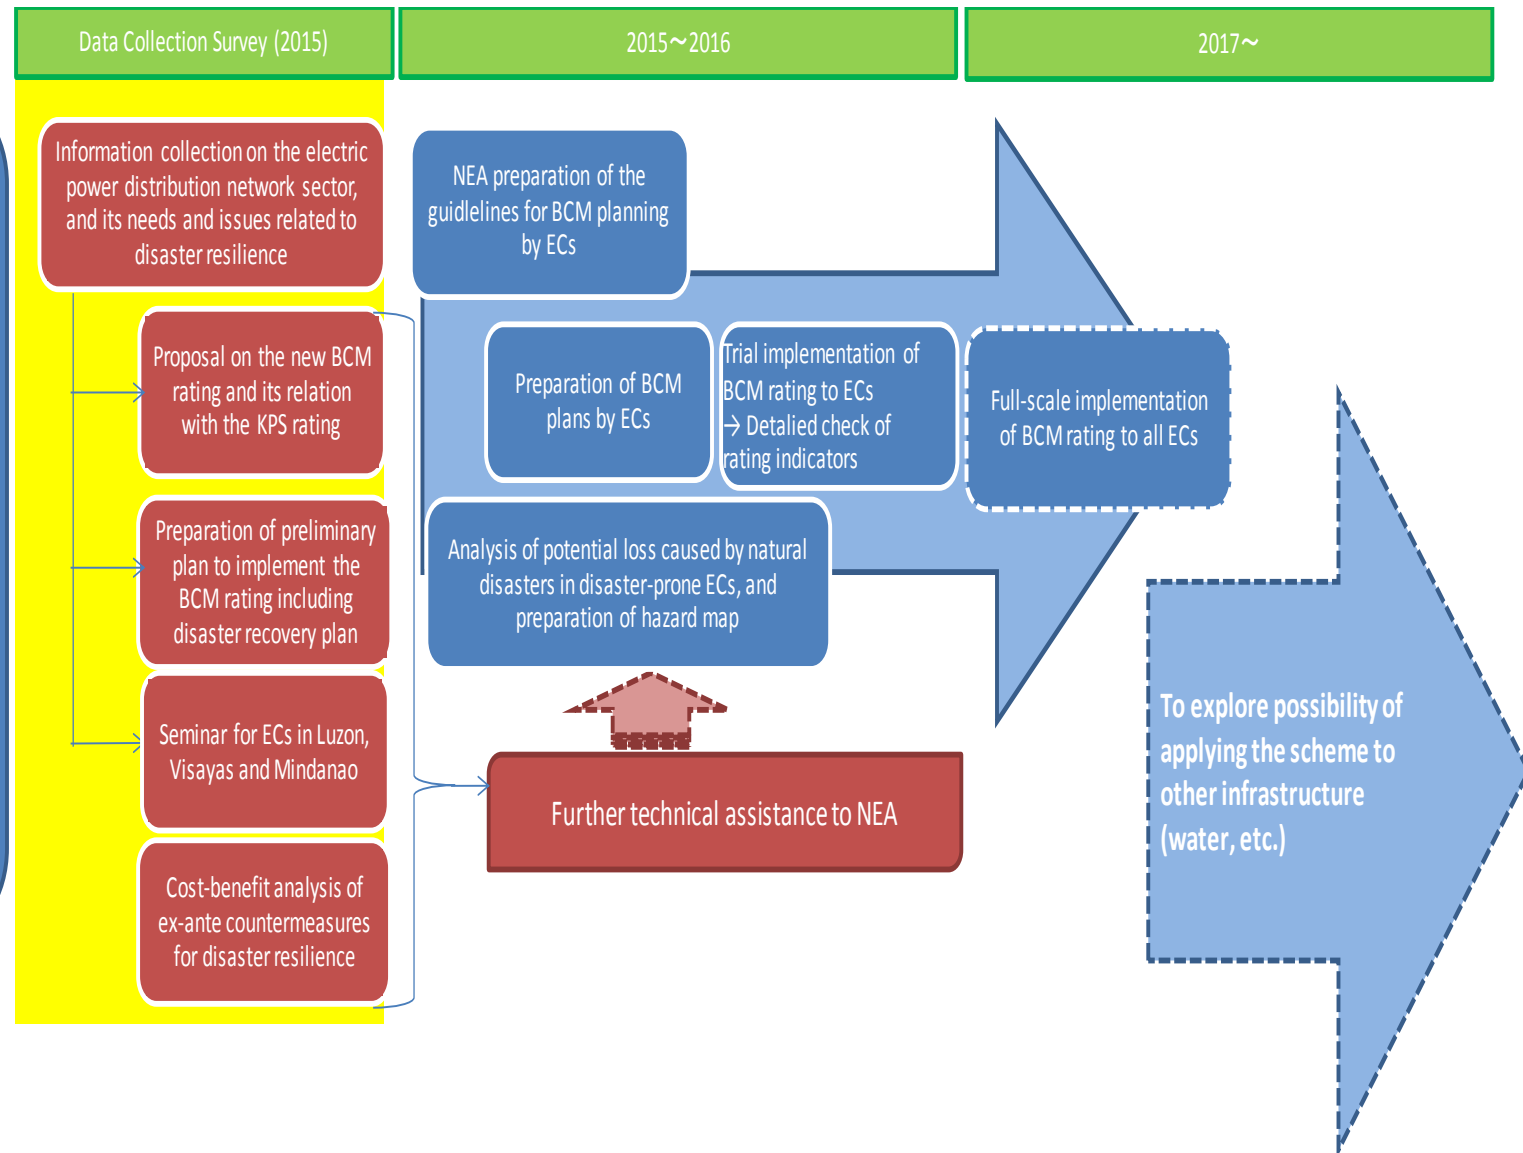 Data Collection Survey (2015)
2015～2016
2017～
Information collection on the electric
power distribution network sector,
and its needs and issues related to
disaster resilience
Proposal on the new BCM
rating and its relation
with the KPS rating
Preparation of preliminary
plan to implement the
BCM rating including
disaster recovery plan
Seminar for ECs in Luzon,
Visayas and Mindanao
Cost-benefit analysis of
ex-ante countermeasures
for disaster resilience
NEA preparation of the
guidlelines for BCM planning
by ECs
Preparation of BCM
plans by ECs
Trial implementation of
BCM rating to ECs
→ Detalied check of
rating indicators
Full-scale implementation
of BCM rating to all ECs
Analysis of potential loss caused by natural
disasters in disaster-prone ECs, and
preparation of hazard map
Further technical assistance to NEA
To explore possibility of
applying the scheme to
other infrastructure
(water, etc.)